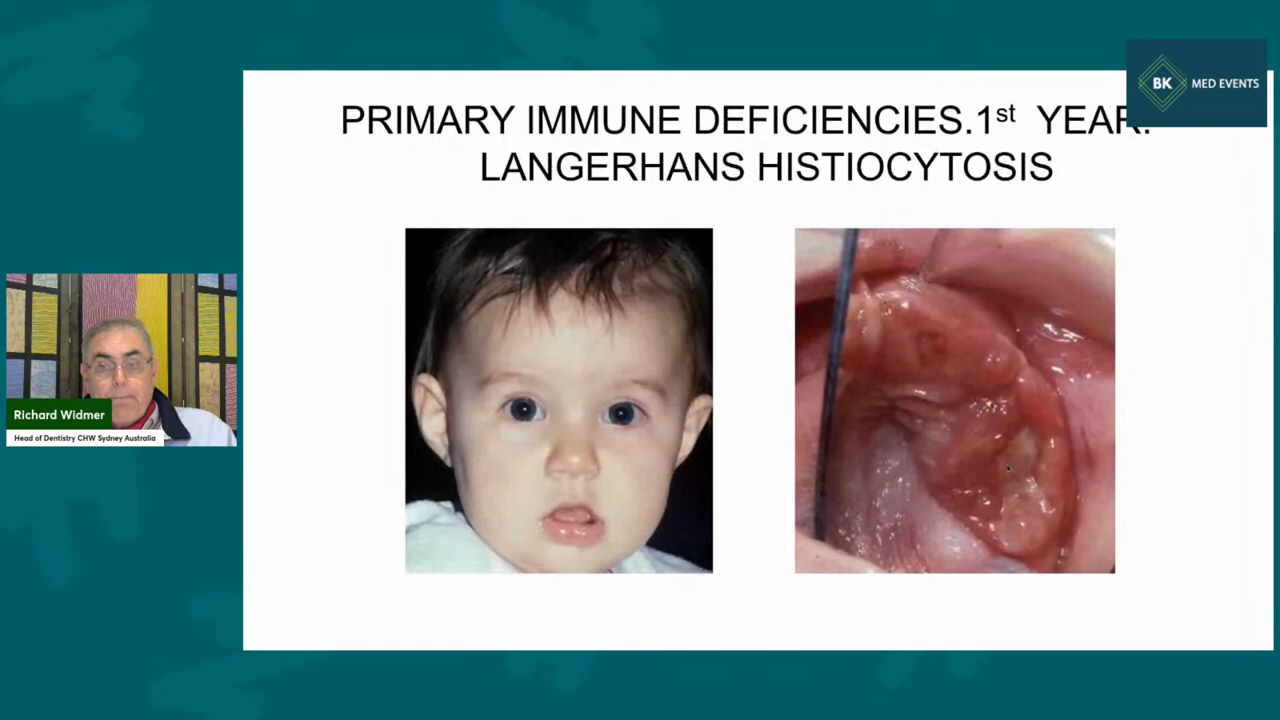 BK MED EVENTS
PRIMARY IMMUNE DEFICIENCIES.1st YEAR.
LANGERHANS HISTIOCYTOSIS
Richard Widmer
Head of Dentistry CHW Sydney Australia